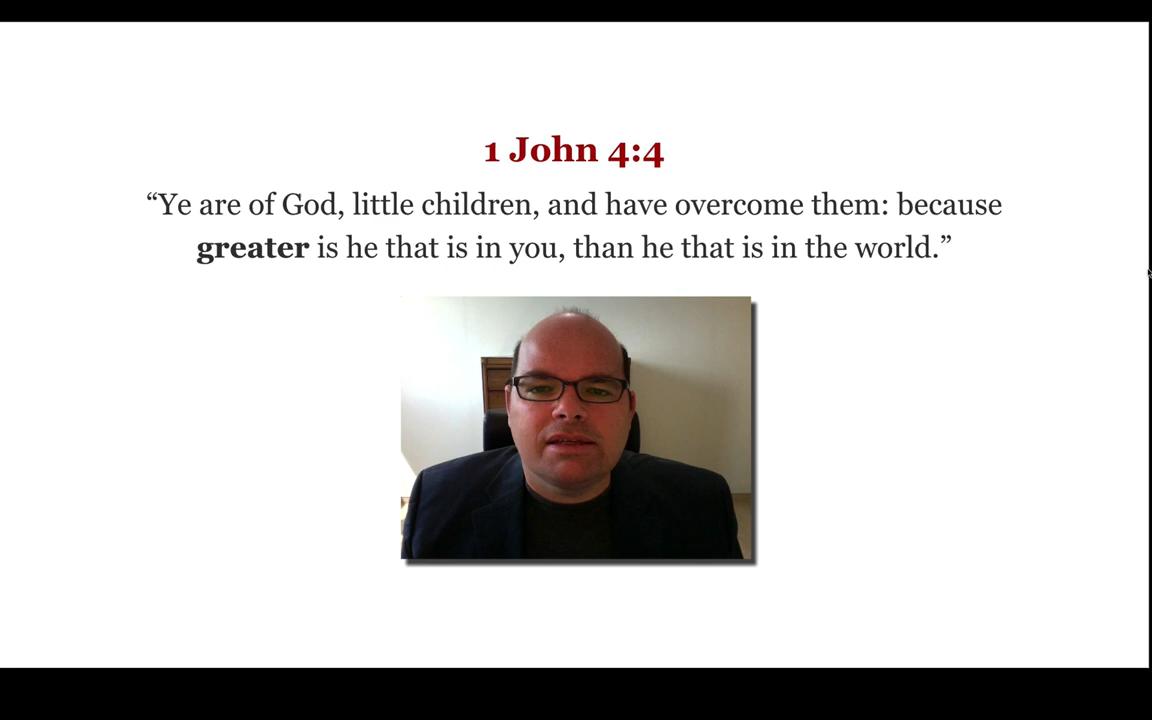 1 John 4:4
“Ye are of God, little children, and have overcome them: because
greater is he that is in you, than he that is in the world.”